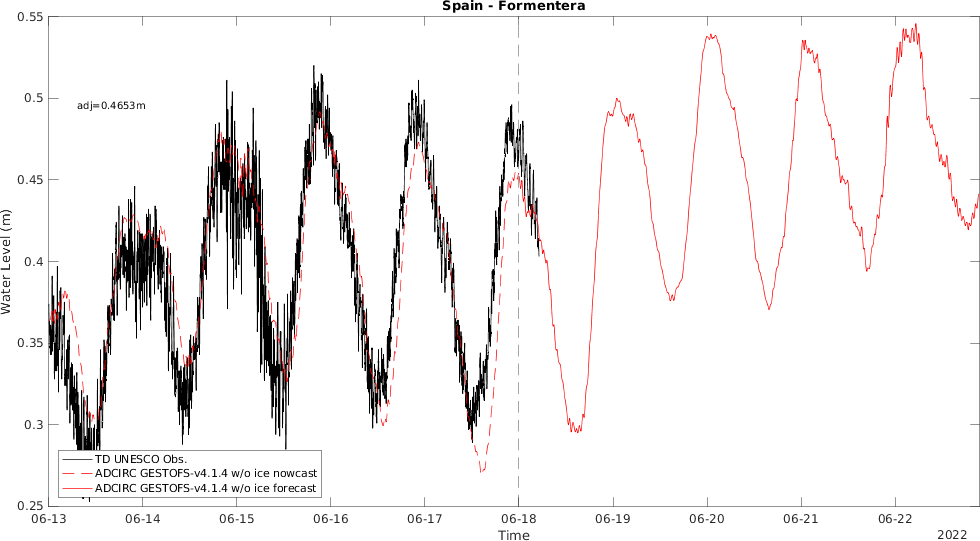 Spain - Formentera
0.55
0.5
0.45
0.4
0.35
0.3
0.25
Water Level (m)
adj=0.4653m
TD UNESCO Obs.
ADCIRC GESTOFS-v4.1.4 w/o ice nowcast
ADCIRC GESTOFS-v4.1.4 w/o ice forecast
06-13 06-14 06-15 06-16 06-17 06-18 06-19 06-20 06-21 06-22
Time
2022